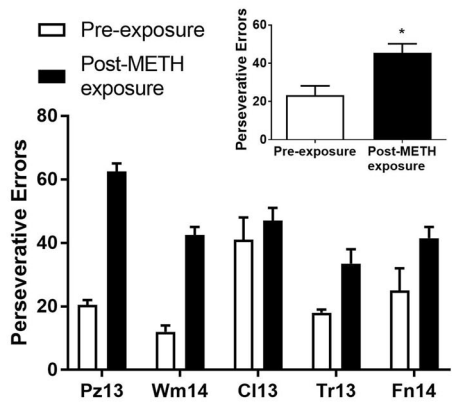 Pre-exposure
Post-METH
exposure
Perseverative Errors
60
40
20
0
*
Pre-exposure
Post-METH
exposure
Perseverative Errors
80
60
40
20
0
Pz13
Wm14
Cl13
Tr13
Fn14